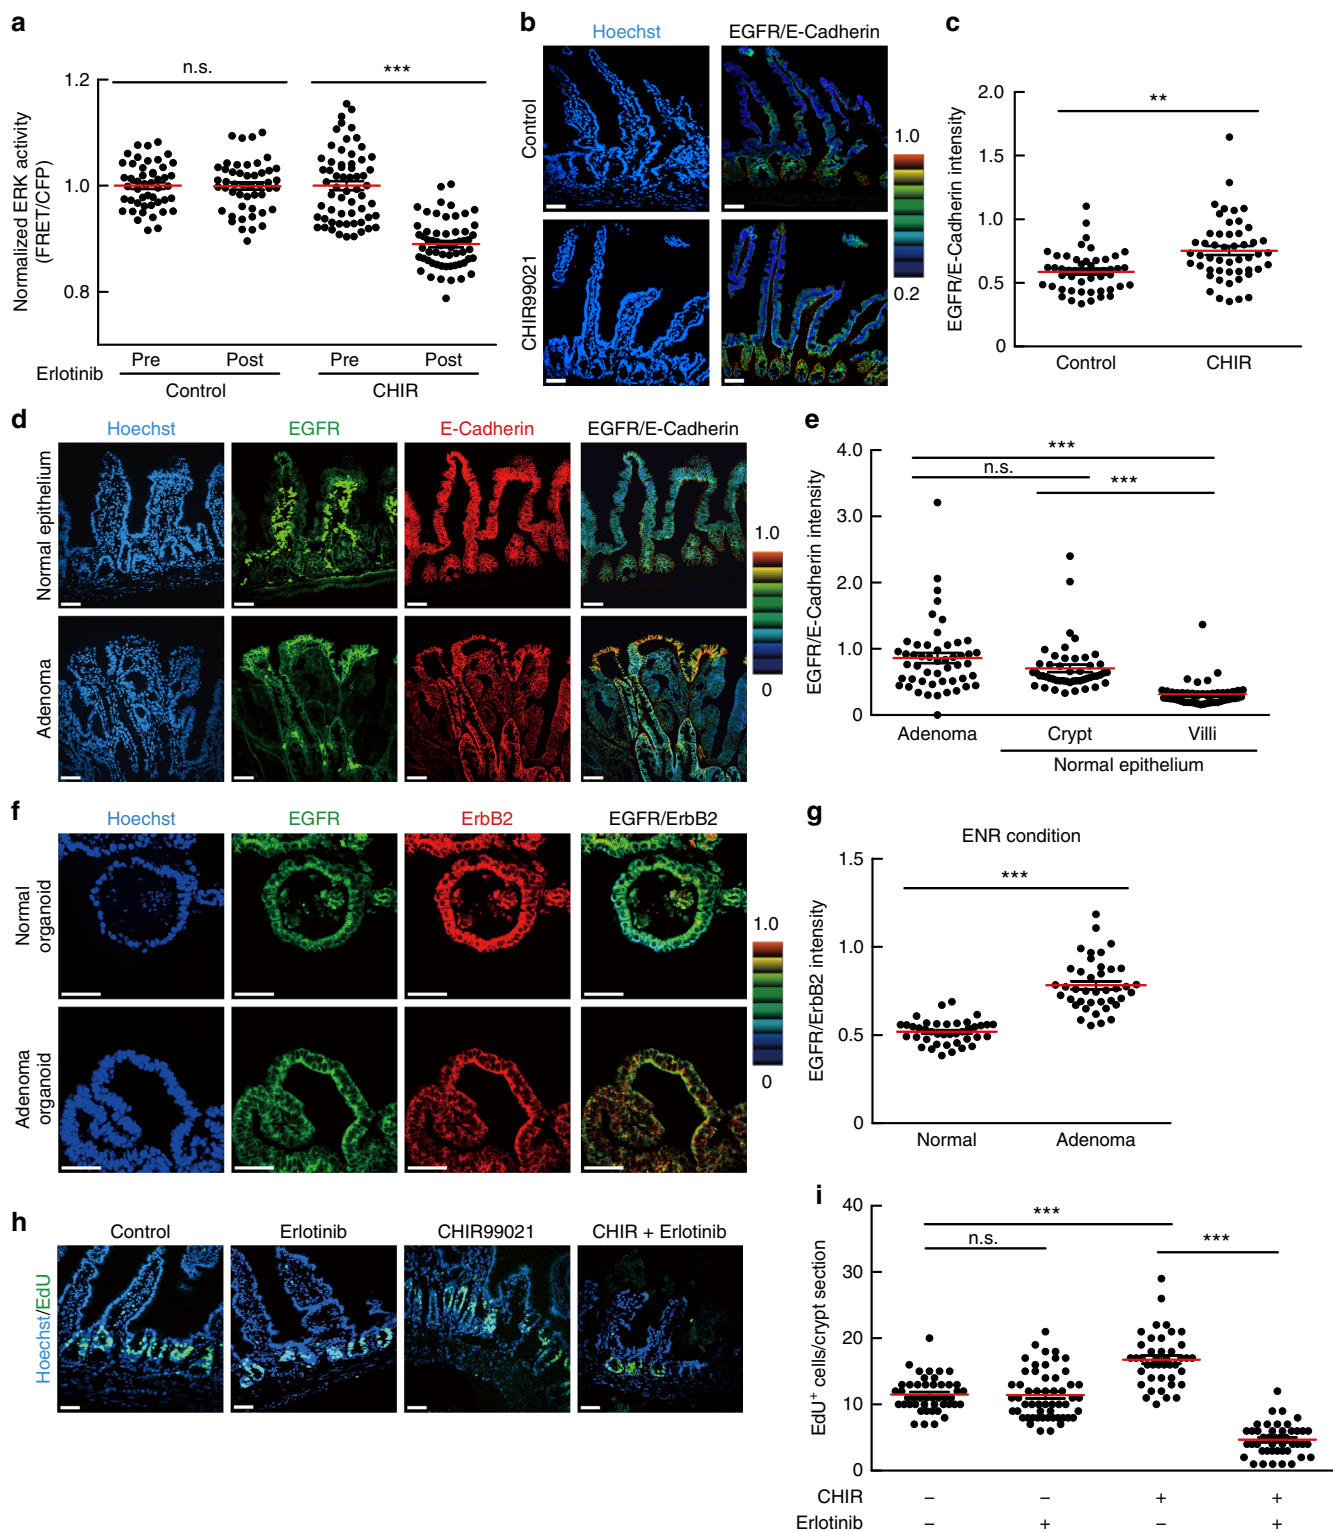 a
n.s.
***
1.2
1.0
0.8
Normalized ERK activity
(FRET/CFP)
Pre
Post
Pre
Post
Erlotinib
Control
CHIR
b
Hoechst
EGFR/E-Cadherin
Control
CHIR99021
1.0
0.2
c
**
2.0
1.5
1.0
0.5
0
EGFR/E-Cadherin intensity
Control
CHIR
d
Hoechst
EGFR
E-Cadherin
EGFR/E-Cadherin
Normal epithelium
Adenoma
1.0
0
e
***
n.s.
***
4.0
3.0
2.0
1.0
0
EGFR/E-Cadherin intensity
Adenoma
Crypt
Villi
Normal epithelium
f
Hoechst
EGFR
ErbB2
EGFR/ErbB2
Normal
organoid
Adenoma
organoid
1.0
0
g
ENR condition
***
1.5
1.0
0.5
0
EGFR/ErbB2 intensity
Normal
Adenoma
h
Control
Erlotinib
CHIR99021
CHIR + Erlotinib
Hoechst/EdU
i
***
n.s.
***
40
30
20
10
0
EdU+ cells/crypt section
CHIR – – + +
Erlotinib – + – +